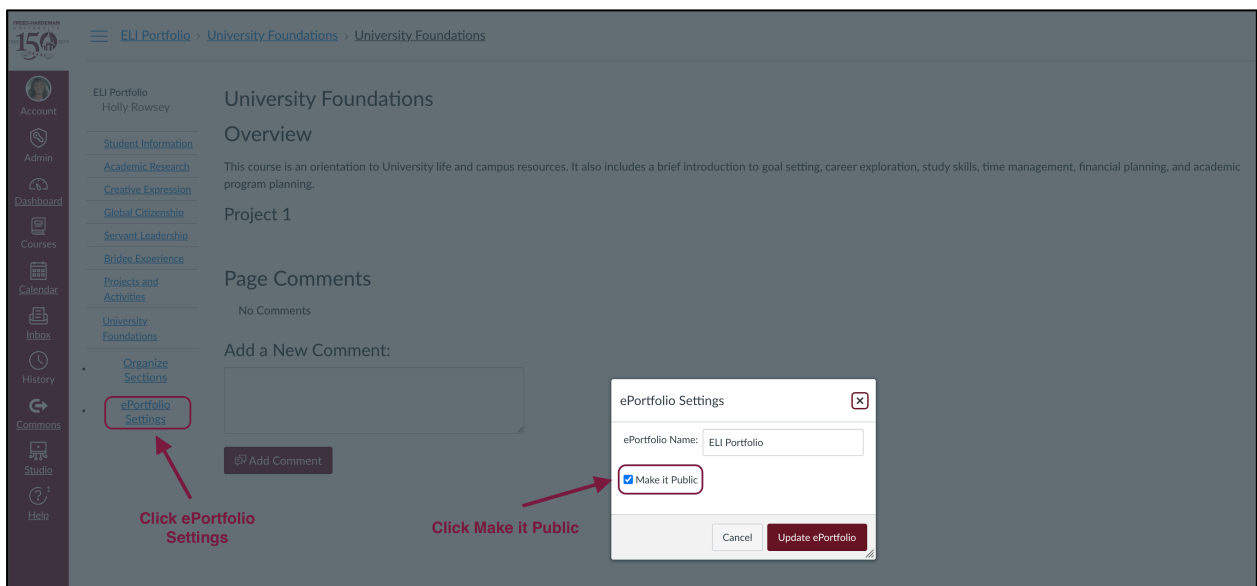 FREED-HARDEMAN
UNIVERSITY
150
ELI Portfolio > University Foundations > University Foundations
Account
Admin
Dashboard
Courses
Calendar
Inbox
History
Commons
Studio
1
Help
ELI Portfolio
Holly Rowsey
Student Information
Academic Research
Creative Expression
Global Citizenship
Servant Leadership
Bridge Experience
Projects and
Activities
University
Foundations
Organize
Sections
ePortfolio
Settings
Click ePortfolio
Settings
University Foundations
Overview
This course is an orientation to University life and campus resources. It also includes a brief introduction to goal setting, career exploration, study skills, time management, financial planning, and academic
program planning.
Project 1
Page Comments
No Comments
Add a New Comment:
Add Comment
Click Make it Public
ePortfolio Settings
ePortfolio Name: ELI Portfolio
Make it Public
Cancel Update ePortfolio